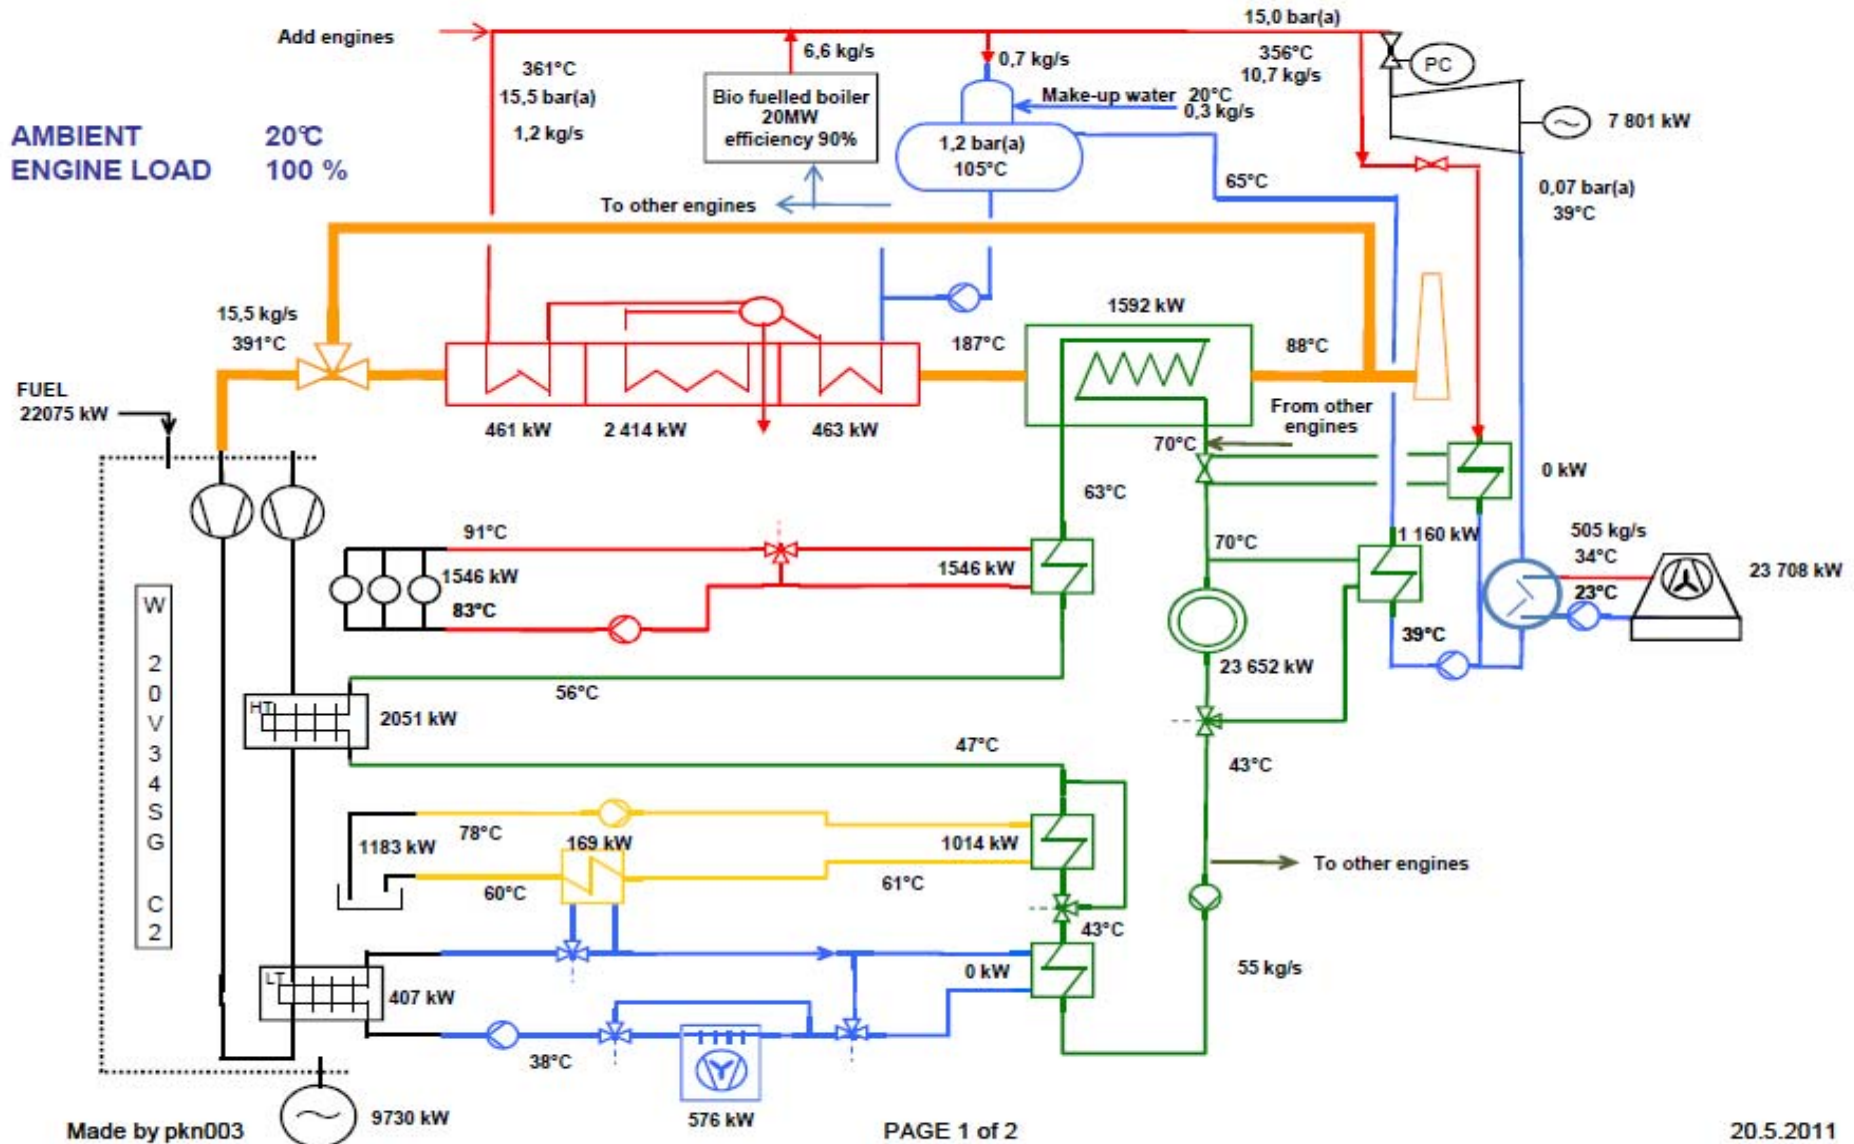 Add engines
361°C
15,5 bar(a)
1,2 kg/s
6,6 kg/s
Bio fuelled boiler
20MW
efficiency 90%
0,7 kg/s
Make-up water 20°C
0,3 kg/s
1,2 bar(a)
105°C
15,0 bar(a)
356°C
10,7 kg/s
PC
7 801 kW
AMBIENT 20°C
ENGINE LOAD 100 %
To other engines
65°C
0,07 bar(a)
39°C
15,5 kg/s
391°C
187°C
1592 kW
88°C
FUEL
22075 kW
461 kW
2 414 kW
463 kW
From other
engines
70°C
0 kW
63°C
91°C
1546 kW
83°C
1546 kW
70°C
1 160 kW
505 kg/s
34°C
23°C
23 708 kW
39°C
23 652 kW
W
2
0
V
3
4
S
G
C
2
56°C
HT
2051 kW
47°C
43°C
78°C
1183 kW
169 kW
1014 kW
60°C
61°C
To other engines
43°C
LT
407 kW
0 kW
55 kg/s
38°C
576 kW
9730 kW
Made by pkn003
PAGE 1 of 2
20.5.2011